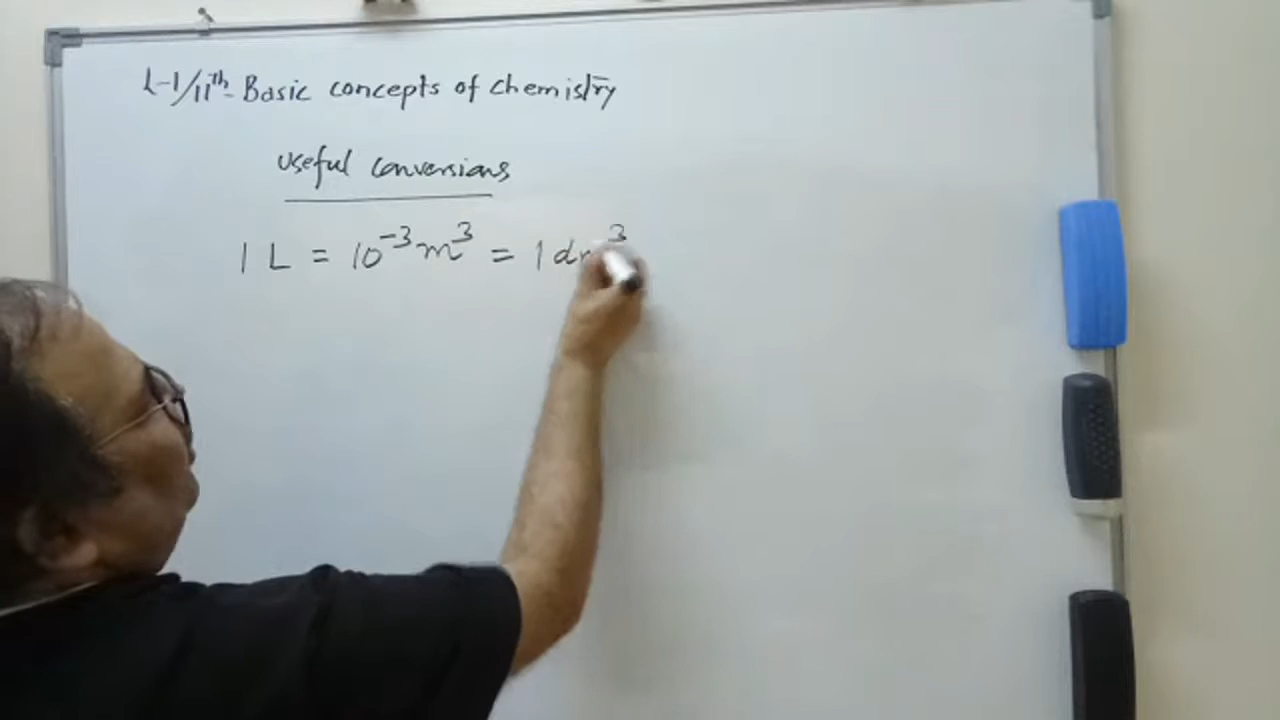 L-1/11th- Basic concepts of chemistry
Useful conversions
1 L = 10⁻³ m³ = 1 dm³